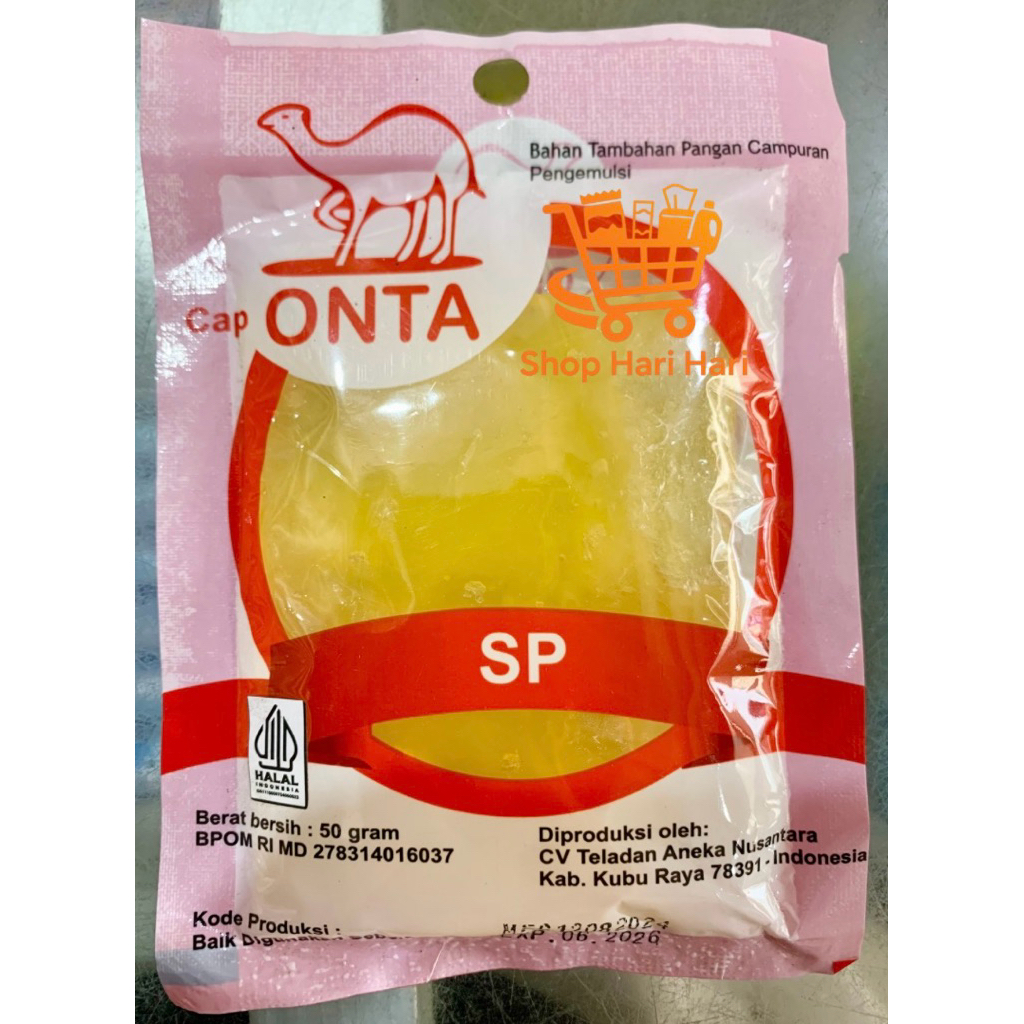 Bahan Tambahan Pangan Campuran
Pengemulsi
Cap ONTA
Shop Hari Hari
SP
HALAL
INDONESIA
Berat bersih : 50 gram
BPOM RI MD 278314016037
Diproduksi oleh:
CV Teladan Aneka Nusantara
Kab. Kubu Raya 78391 - Indonesia
Kode Produksi :
Baik Digunakan
EXP. 06. 2026